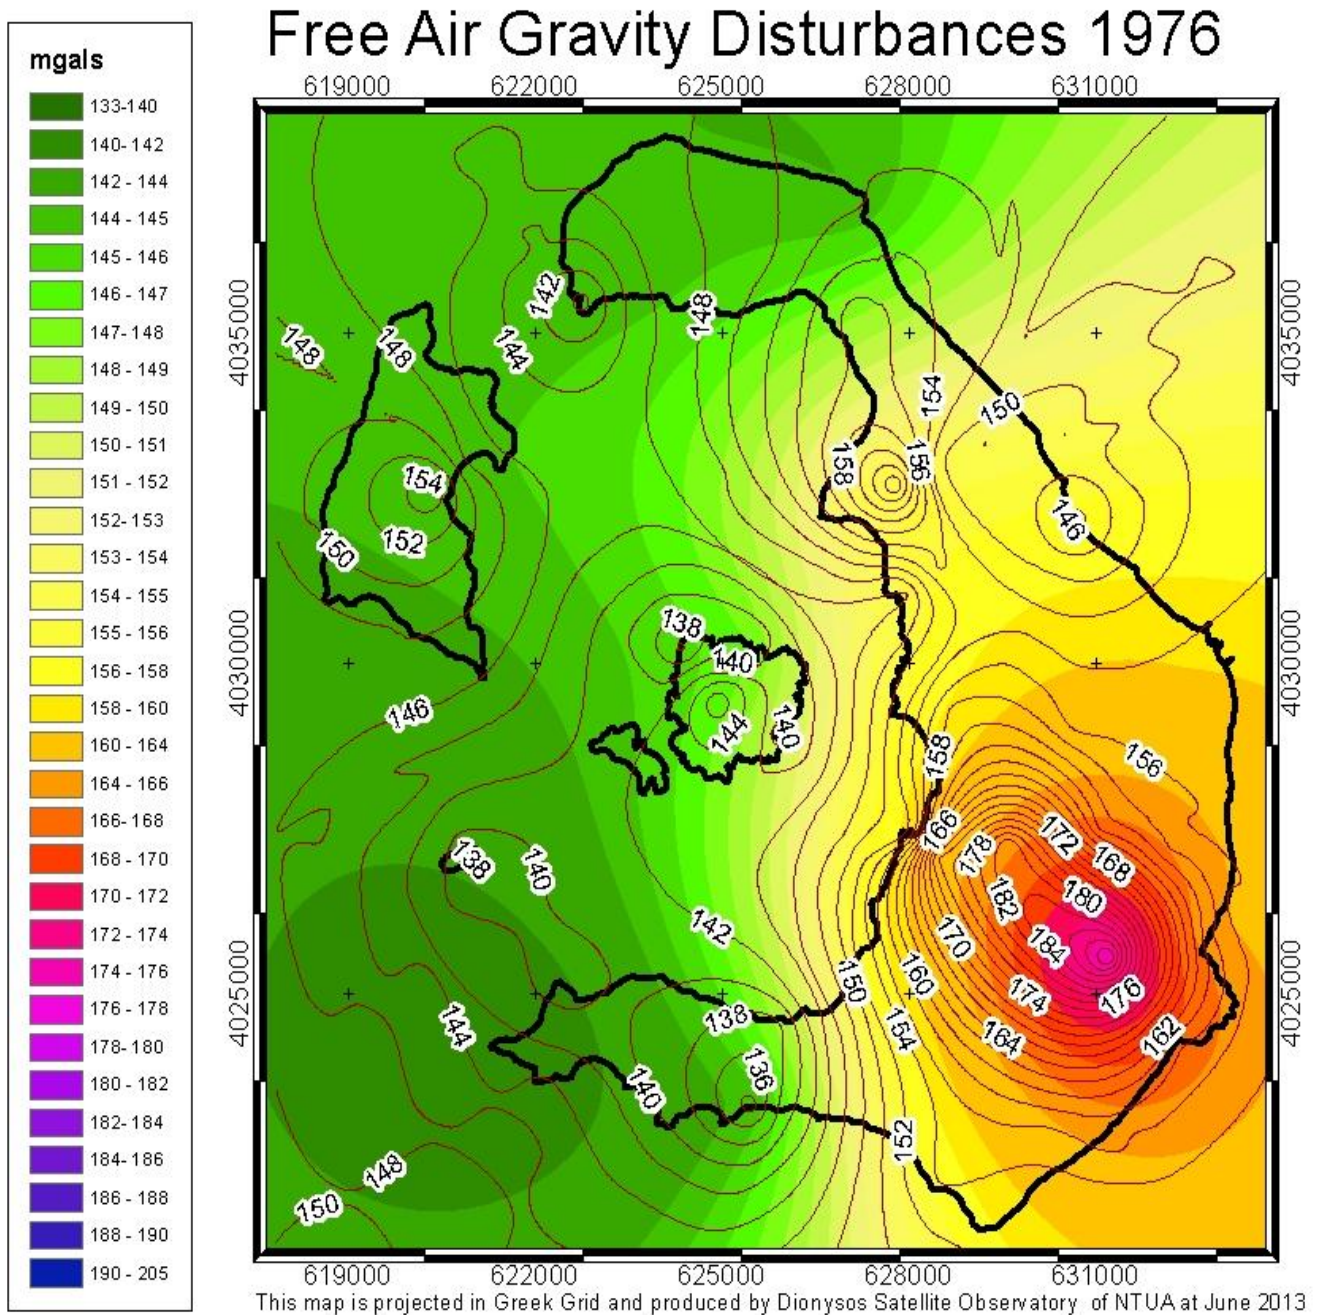 Free Air Gravity Disturbances 1976
mgals
133-140
140-142
142 - 144
144 - 145
145 - 146
146 - 147
147- 148
148 - 149
149 - 150
150 - 151
151 - 152
152- 153
153 - 154
154 - 155
155 - 156
156 - 158
158 - 160
160 - 164
164 - 166
166- 168
168 - 170
170 - 172
172 - 174
174 - 176
176 - 178
178- 180
180 - 182
182- 184
184- 186
186 - 188
188 - 190
190 - 205
619000 622000 625000 628000 631000
4035000
4030000
4025000
4035000
4030000
4025000
142
148
148
148
144
154
150
158
156
154
146
152
150
138
140
146
144
140
158
156
166
172
178
168
138
140
180
182
142
170
184
150
160
174
176
144
138
154
164
162
136
140
152
148
150
619000 622000 625000 628000 631000
This map is projected in Greek Grid and produced by Dionysos Satellite Observatory of NTUA at June 2013